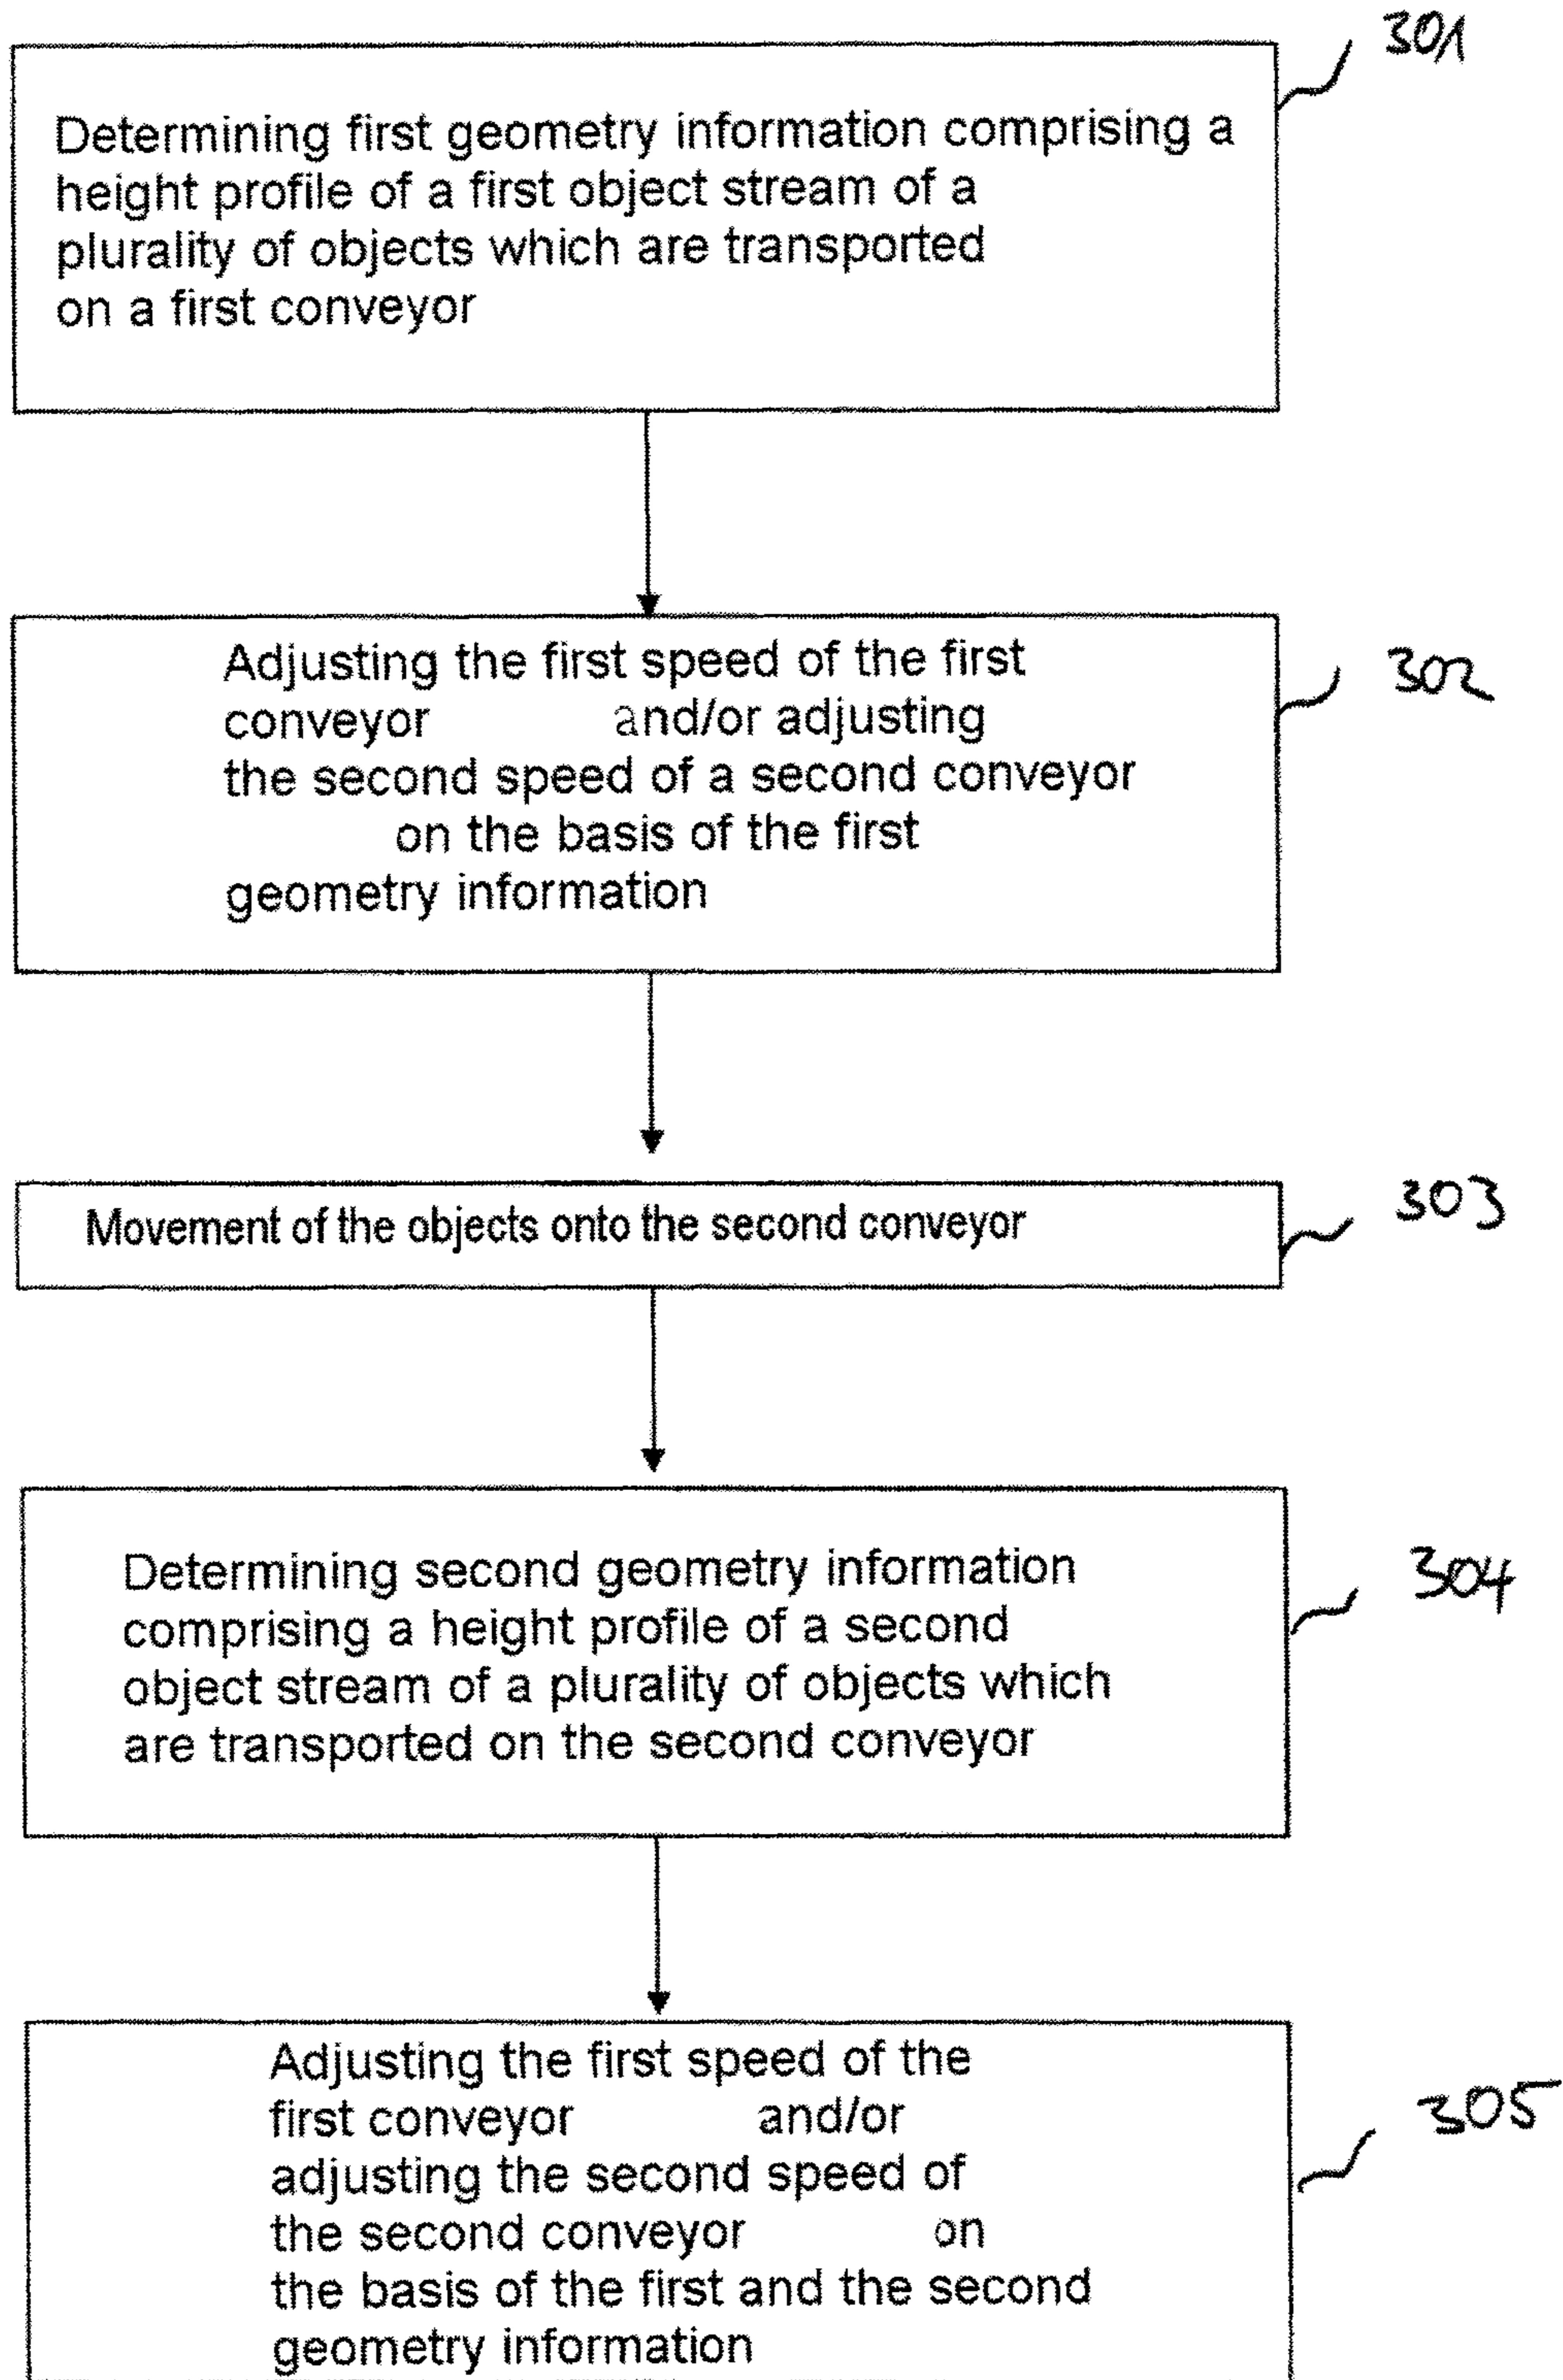 301
Determining first geometry information comprising a
height profile of a first object stream of a
plurality of objects which are transported
on a first conveyor
302
Adjusting the first speed of the first
conveyor and/or adjusting
the second speed of a second conveyor
on the basis of the first
geometry information
303
Movement of the objects onto the second conveyor
304
Determining second geometry information
comprising a height profile of a second
object stream of a plurality of objects which
are transported on the second conveyor
305
Adjusting the first speed of the
first conveyor and/or
adjusting the second speed of
the second conveyor on
the basis of the first and the second
geometry information